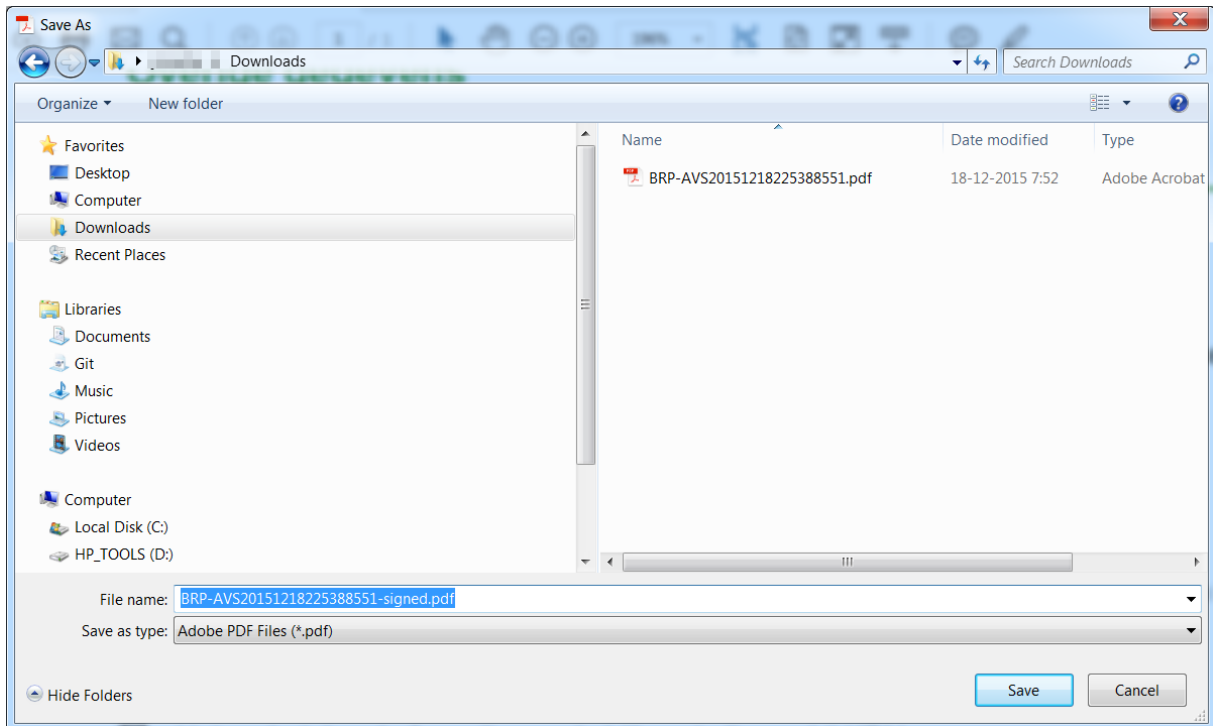 Save As
Downloads
Search Downloads
Organize
New folder
Name
Date modified
Type
Favorites
Desktop
Computer
Downloads
Recent Places
BRP-AVS20151218225388551.pdf
18-12-2015 7:52
Adobe Acrobat
Libraries
Documents
Git
Music
Pictures
Videos
Computer
Local Disk (C:)
HP_TOOLS (D:)
File name: BRP-AVS20151218225388551-signed.pdf
Save as type: Adobe PDF Files (*.pdf)
Hide Folders
Save
Cancel